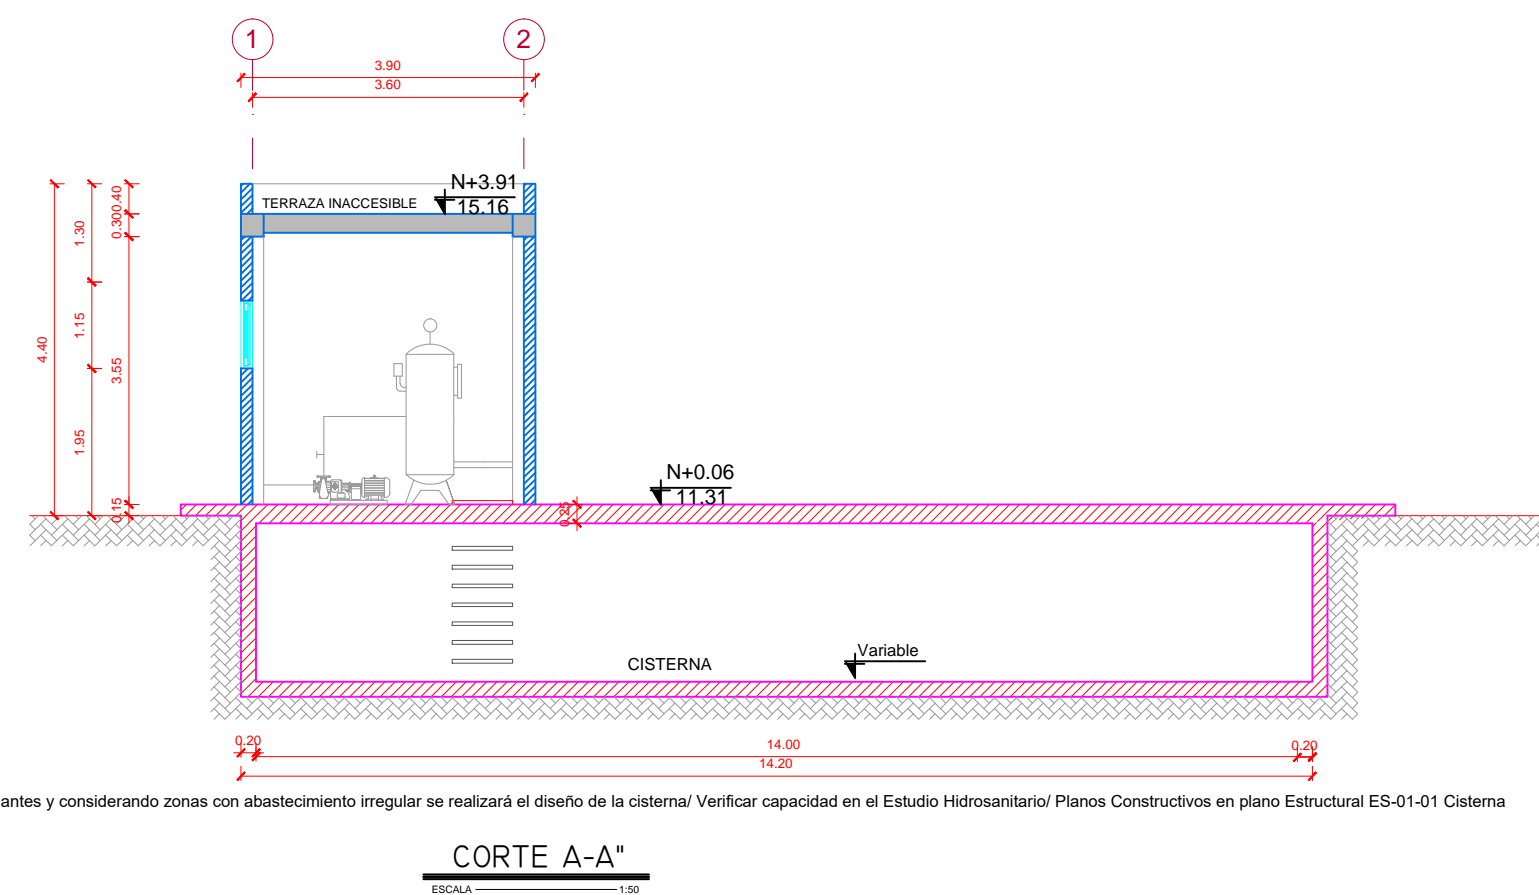 1
2
3.90
3.60
N+3.91
TERRAZA INACCESIBLE
15.16
0.40
0.30
1.30
1.15
3.55
4.40
1.95
0.15
N+0.06
11.31
0.25
Variable
CISTERNA
0.20
14.00
0.20
14.20
antes y considerando zonas con abastecimiento irregular se realizará el diseño de la cisterna/ Verificar capacidad en el Estudio Hidrosanitario/ Planos Constructivos en plano Estructural ES-01-01 Cisterna
CORTE A-A"
ESCALA 1:50